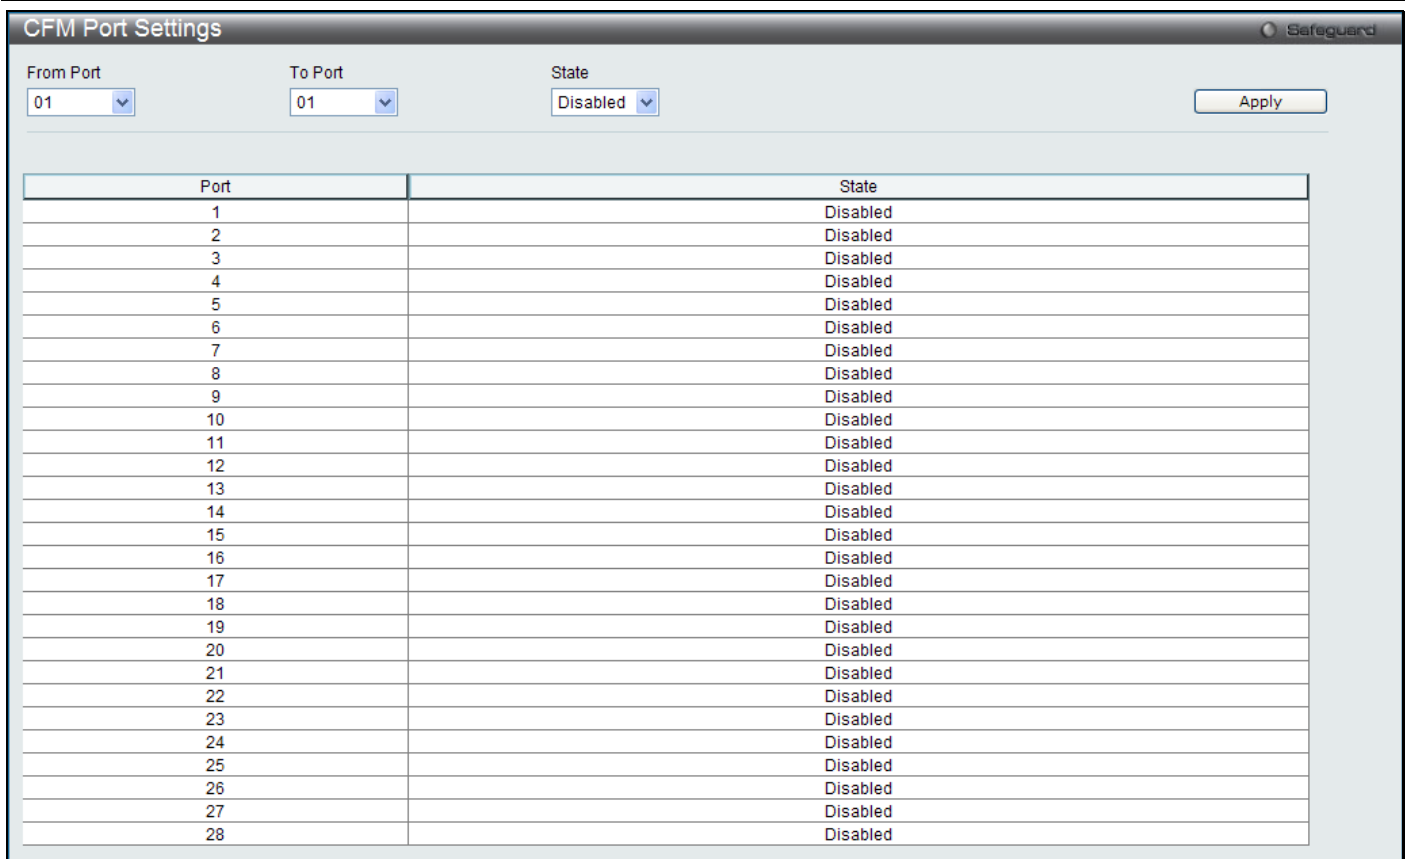 CFM Port Settings
Safeguard
From Port To Port State
01 01 Disabled Apply
Port State
1 Disabled
2 Disabled
3 Disabled
4 Disabled
5 Disabled
6 Disabled
7 Disabled
8 Disabled
9 Disabled
10 Disabled
11 Disabled
12 Disabled
13 Disabled
14 Disabled
15 Disabled
16 Disabled
17 Disabled
18 Disabled
19 Disabled
20 Disabled
21 Disabled
22 Disabled
23 Disabled
24 Disabled
25 Disabled
26 Disabled
27 Disabled
28 Disabled